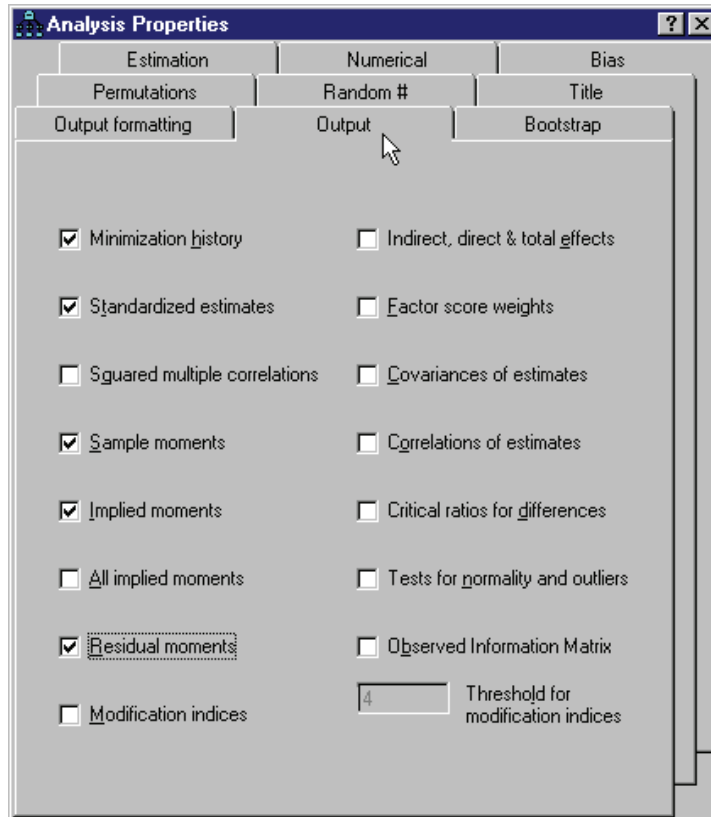 Analysis Properties
Estimation Numerical Bias
Permutations Random # Title
Output formatting Output Bootstrap
Minimization history Indirect, direct & total effects
Standardized estimates Factor score weights
Squared multiple correlations Covariances of estimates
Sample moments Correlations of estimates
Implied moments Critical ratios for differences
All implied moments Tests for normality and outliers
Residual moments Observed Information Matrix
Modification indices 4 Threshold for
modification indices